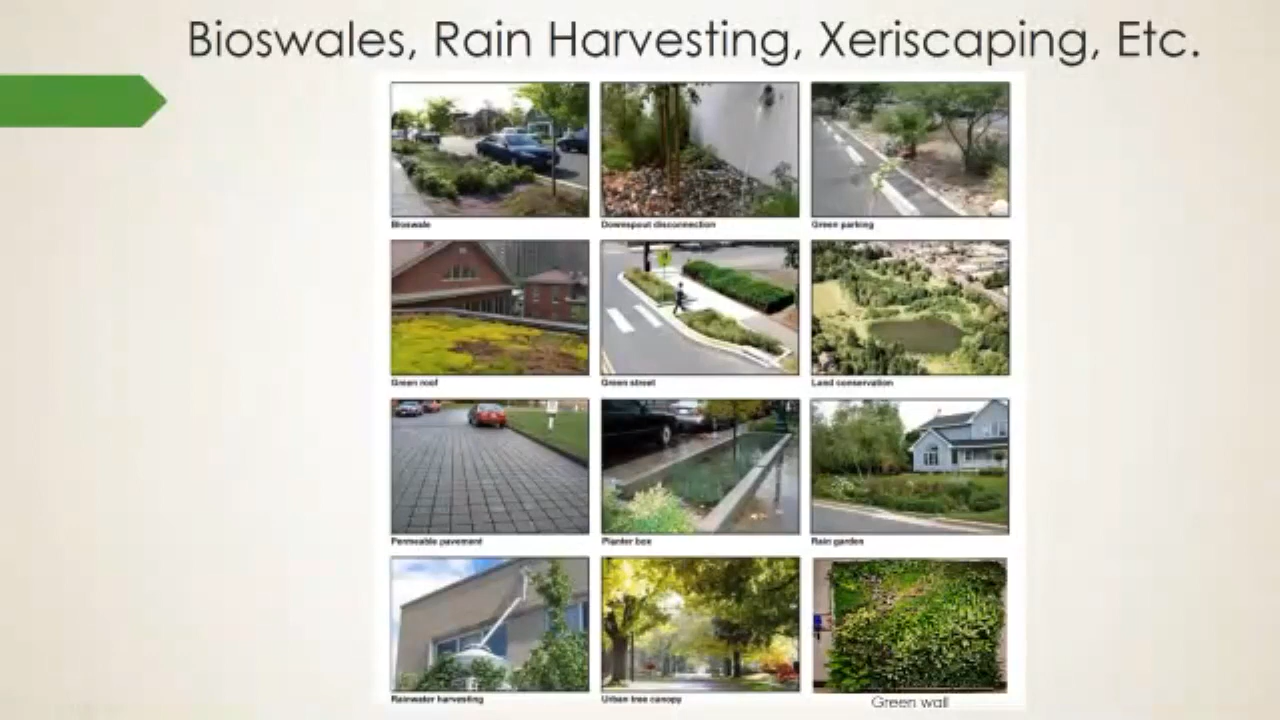 Bioswales, Rain Harvesting, Xeriscaping, Etc.
Bioswale
Downspout disconnection
Green parking
Green roof
Green street
Land conservation
Permeable pavement
Planter box
Rain garden
Rainwater harvesting
Urban tree canopy
Green wall